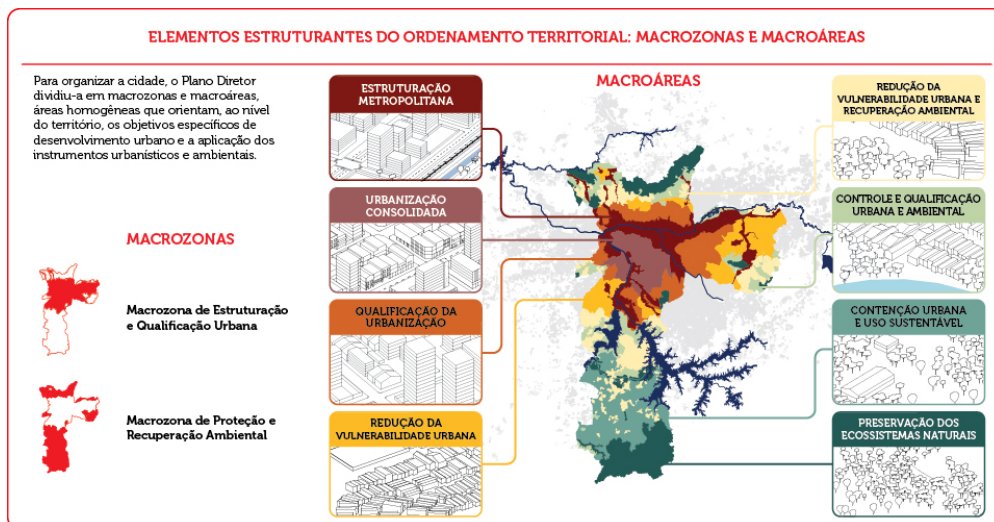 ELEMENTOS ESTRUTURANTES DO ORDENAMENTO TERRITORIAL: MACROZONAS E MACROÁREAS
Para organizar a cidade, o Plano Diretor
dividiu-a em macrozonas e macroáreas,
áreas homogêneas que orientam, ao nível
do território, os objetivos específicos de
desenvolvimento urbano e a aplicação dos
instrumentos urbanísticos e ambientais.
MACROZONAS
Macrozona de Estruturação
e Qualificação Urbana
Macrozona de Proteção e
Recuperação Ambiental
MACROÁREAS
ESTRUTURAÇÃO
METROPOLITANA
URBANIZAÇÃO
CONSOLIDADA
QUALIFICAÇÃO DA
URBANIZAÇÃO
REDUÇÃO DA
VULNERABILIDADE URBANA
REDUÇÃO DA
VULNERABILIDADE URBANA E
RECUPERAÇÃO AMBIENTAL
CONTROLE E QUALIFICAÇÃO
URBANA E AMBIENTAL
CONTENÇÃO URBANA
E USO SUSTENTÁVEL
PRESERVAÇÃO DOS
ECOSSISTEMAS NATURAIS